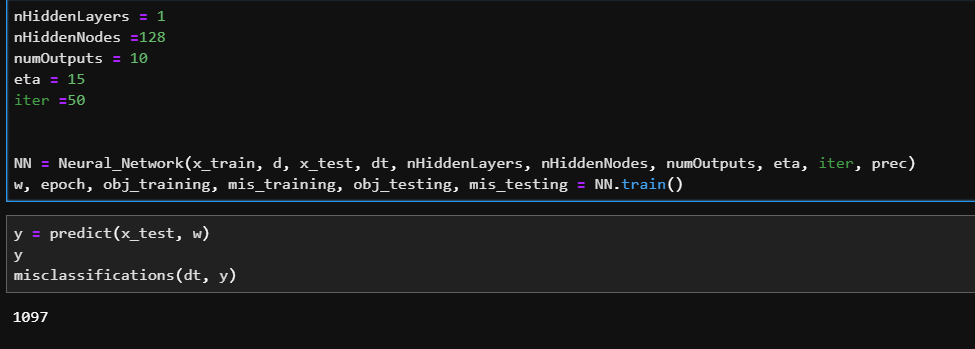 nHiddenLayers = 1
nHiddenNodes =128
numOutputs = 10
eta = 15
iter =50
NN = Neural_Network(x_train, d, x_test, dt, nHiddenLayers, nHiddenNodes, numOutputs, eta, iter, prec)
w, epoch, obj_training, mis_training, obj_testing, mis_testing = NN.train()
y = predict(x_test, w)
y
misclassifications(dt, y)
1097